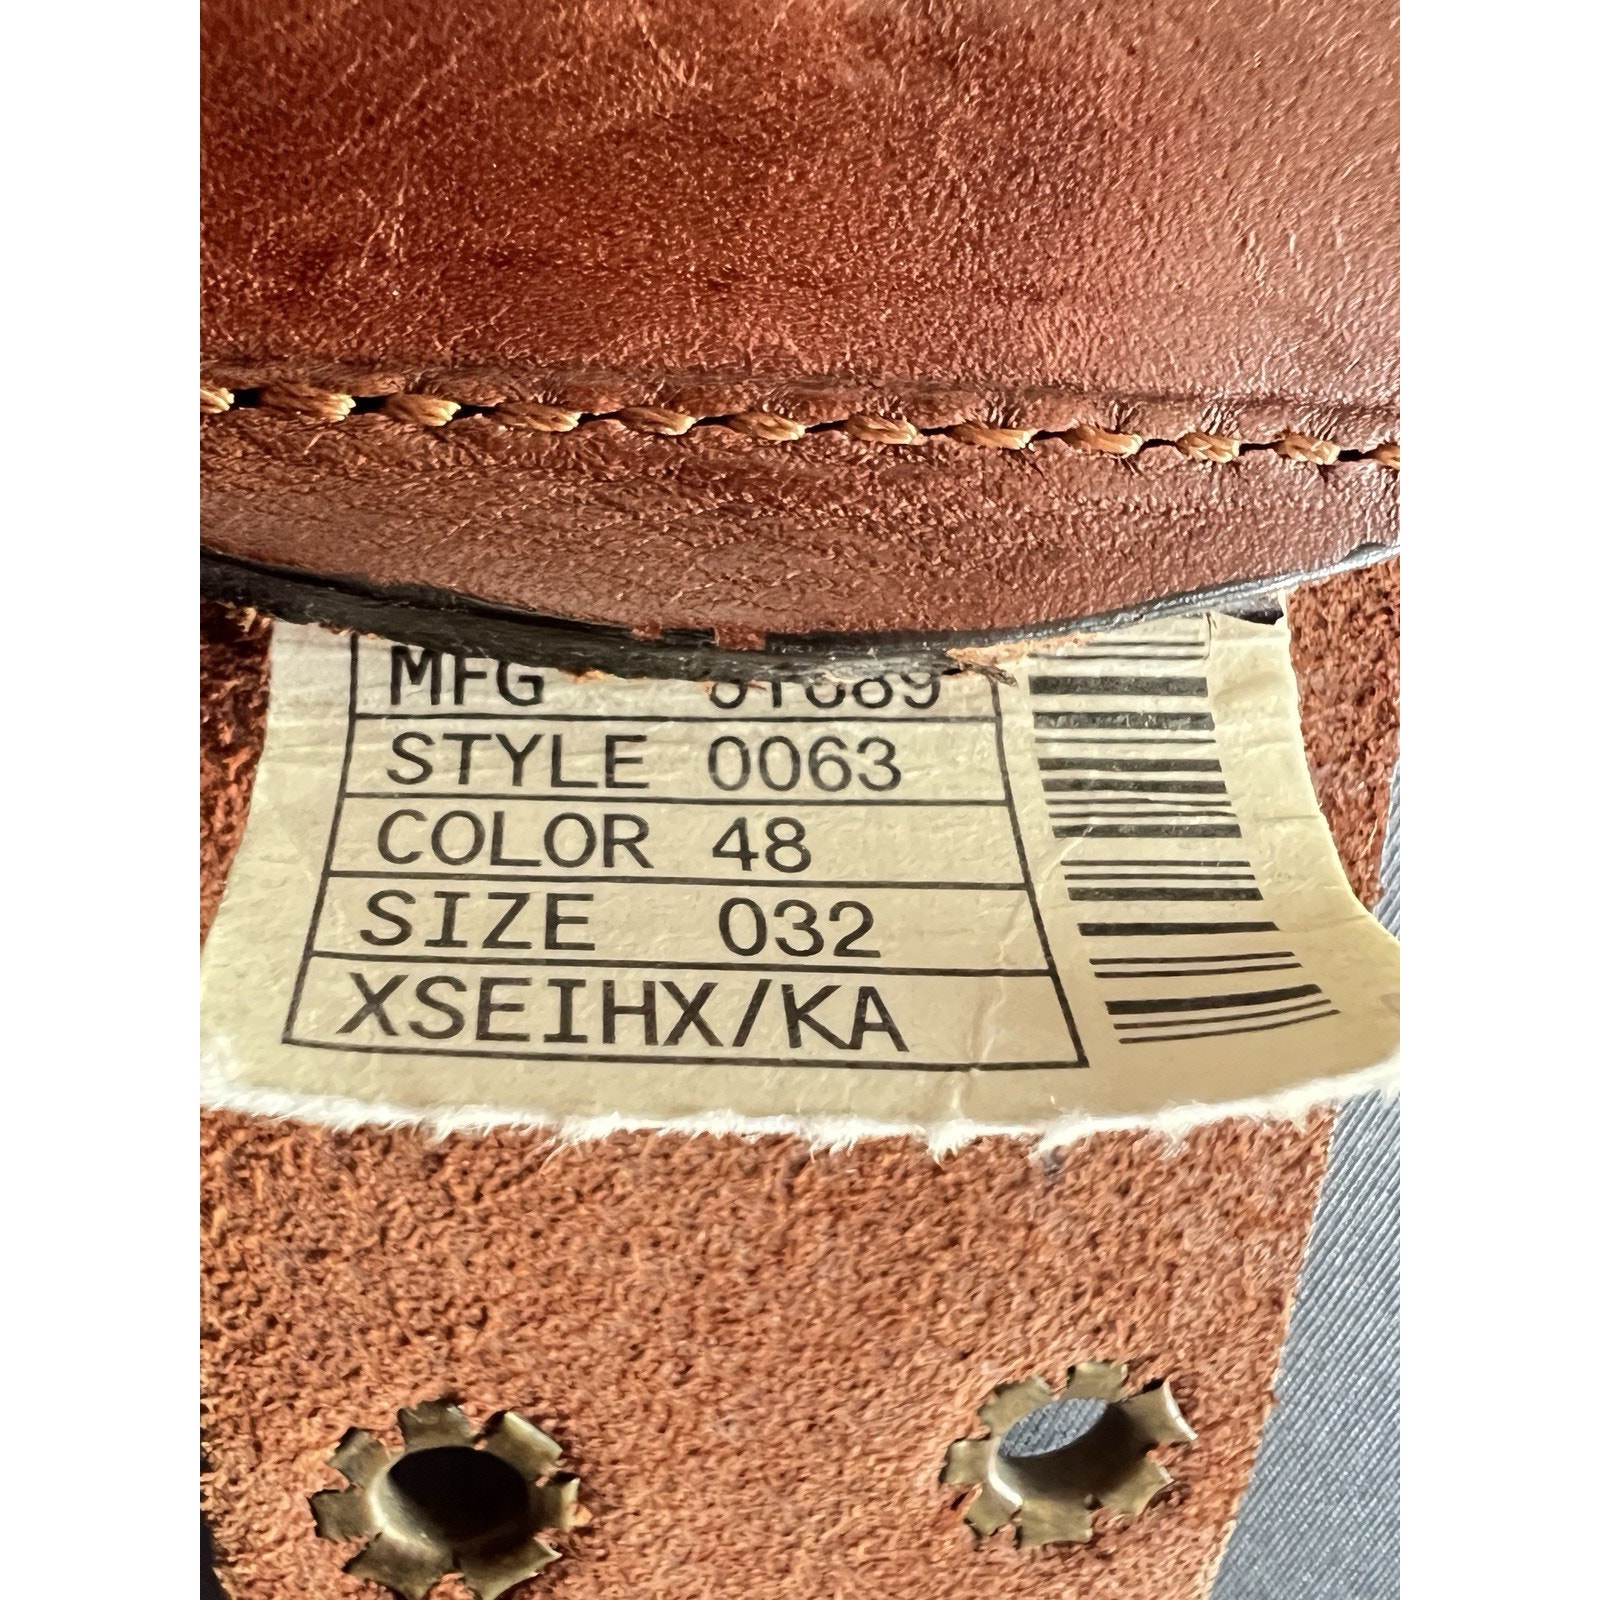 MFG
STYLE 0063
COLOR 48
SIZE 032
XSEIHX/KA